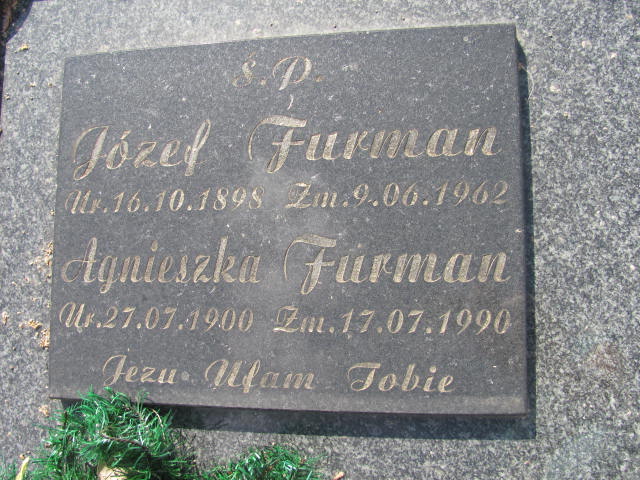 Ś.P.
Józef Furman
Ur.16.10.1898 Zm.9.06.1962
Agnieszka Furman
Ur.27.07.1900 Zm.17.07.1990
Jezu Ufam Tobie